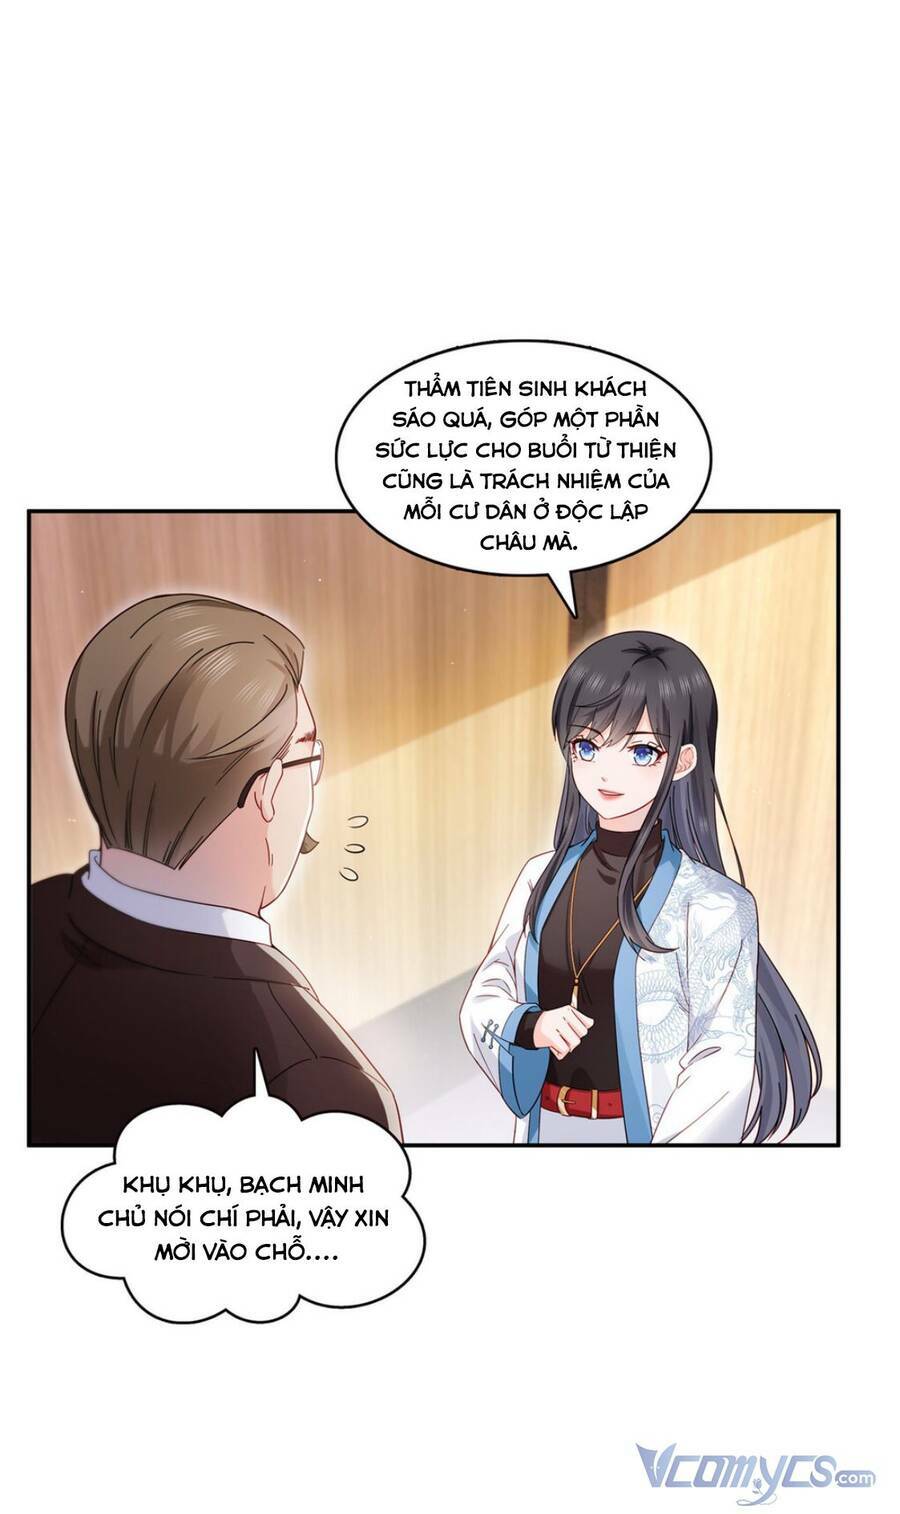 THẨM TIÊN SINH KHÁCH
SÁO QUÁ, GÓP MỘT PHẦN
SỨC LỰC CHO BUỔI TỪ THIỆN
CŨNG LÀ TRÁCH NHIỆM CỦA
MỖI CƯ DÂN Ở ĐỘC LẬP
CHÂU MÀ.
KHỤ KHỤ, BẠCH MINH
CHỦ NÓI CHÍ PHẢI, VẬY XIN
MỜI VÀO CHỖ....
VCOMYCS.com